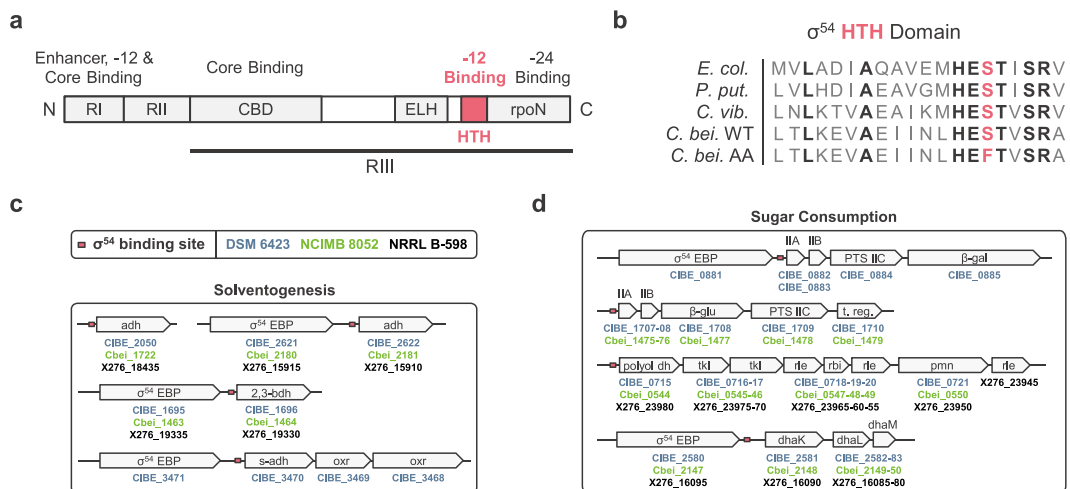 a
Enhancer, -12 &
Core Binding
Core Binding
-12
Binding
-24
Binding
N
RI
RII
CBD
ELH
rpoN
C
HTH
RIII
b
σ54 HTH Domain
E. col. MVLADIAQAVEMHESTISRV
P. put. LVLHDIAEAVGMHESTISRV
C. vib. LNLKTVAEAIKMHESTVSRV
C. bei. WT LTLKEVAEIINLHESTVSRA
C. bei. AA LTLKEVAEIINLHEFTVSRA
c
σ54 binding site
DSM 6423 NCIMB 8052 NRRL B-598
Solventogenesis
adh
σ54 EBP
adh
CIBE_2050
CIBE_2621
CIBE_2622
Cbei_1722
Cbei_2180
Cbei_2181
X276_18435
X276_15915
X276_15910
σ54 EBP
2,3-bdh
CIBE_1695
CIBE_1696
Cbei_1463
Cbei_1464
X276_19335
X276_19330
σ54 EBP
s-adh
oxr
oxr
CIBE_3471
CIBE_3470
CIBE_3469
CIBE_3468
d
Sugar Consumption
IIA
IIB
σ54 EBP
PTS IIC
β-gal
CIBE_0881
CIBE_0882
CIBE_0883
CIBE_0884
CIBE_0885
IIA
IIB
β-glu
PTS IIC
t. reg.
CIBE_1707-08
CIBE_1708
CIBE_1709
CIBE_1710
Cbei_1475-76
Cbei_1477
Cbei_1478
Cbei_1479
polyol dh
tkl
tkl
rle
rbi
rle
pmn
rle
CIBE_0715
CIBE_0716-17
CIBE_0718-19-20
CIBE_0721
X276_23945
Cbei_0544
Cbei_0545-46
Cbei_0547-48-49
Cbei_0550
X276_23980
X276_23975-70
X276_23965-60-55
X276_23950
dhaM
σ54 EBP
dhaK
dhaL
CIBE_2580
CIBE_2581
CIBE_2582-83
Cbei_2147
Cbei_2148
Cbei_2149-50
X276_16095
X276_16090
X276_16085-80